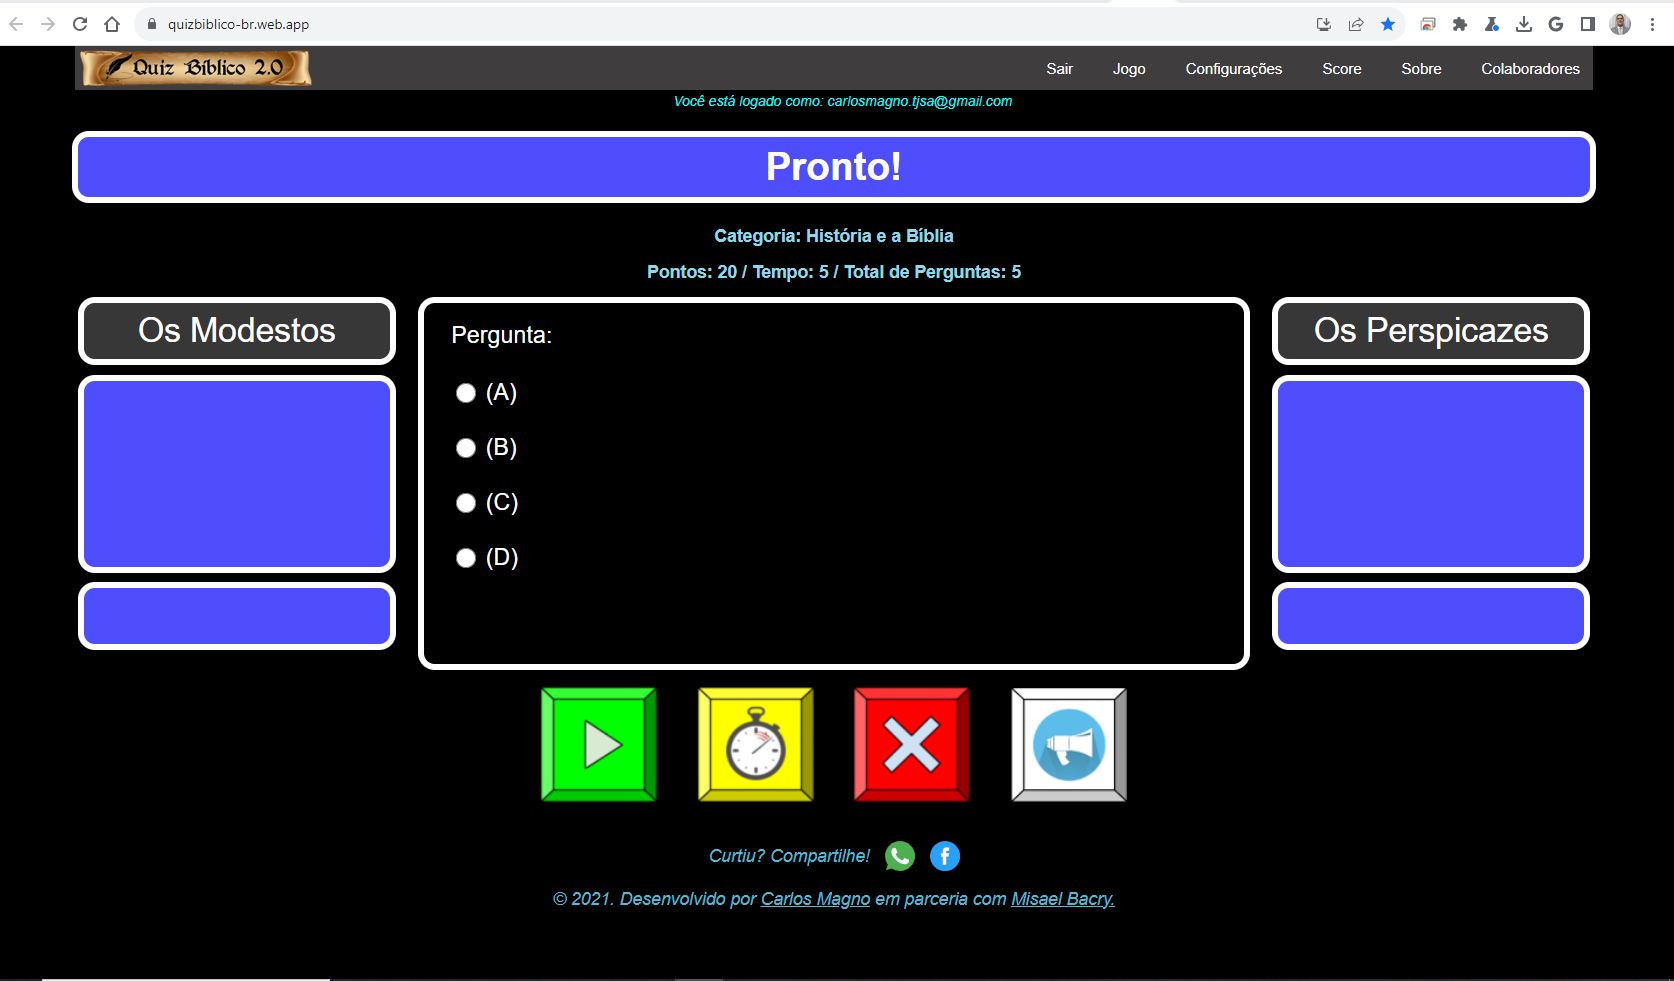 quizbiblico-br.web.app
Quiz Bíblico 2.0
Sair Jogo Configurações Score Sobre Colaboradores
Você está logado como: carlosmagno.tjsa@gmail.com
Pronto!
Categoria: História e a Bíblia
Pontos: 20 / Tempo: 5 / Total de Perguntas: 5
Os Modestos
Pergunta:
(A)
(B)
(C)
(D)
Os Perspicazes
Curtiu? Compartilhe!
© 2021. Desenvolvido por Carlos Magno em parceria com Misael Bacry.